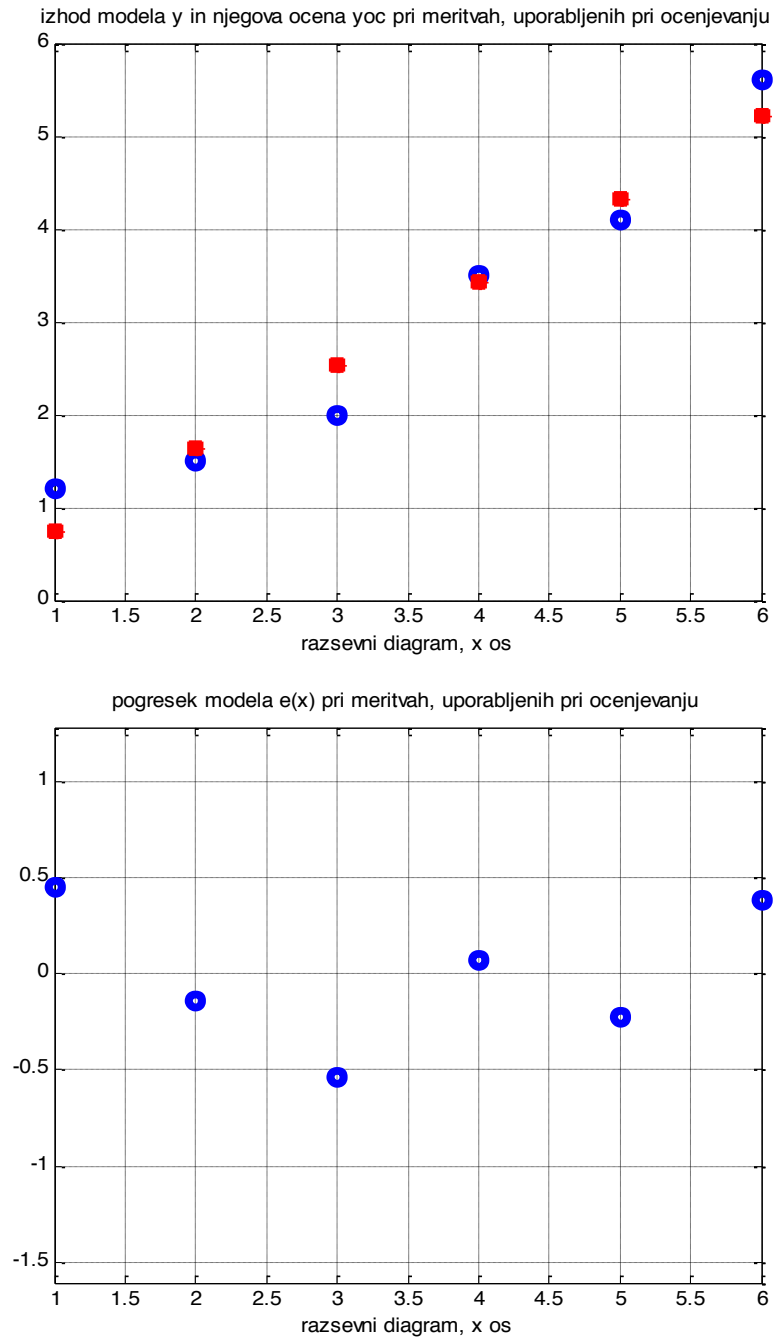 izhod modela y in njegova ocena yoc pri meritvah, uporabljenih pri ocenjevanju
6
5
4
3
2
1
0
1 1.5 2 2.5 3 3.5 4 4.5 5 5.5 6
razsevni diagram, x os
pogresek modela e(x) pri meritvah, uporabljenih pri ocenjevanju
1
0.5
0
-0.5
-1
-1.5
1 1.5 2 2.5 3 3.5 4 4.5 5 5.5 6
razsevni diagram, x os